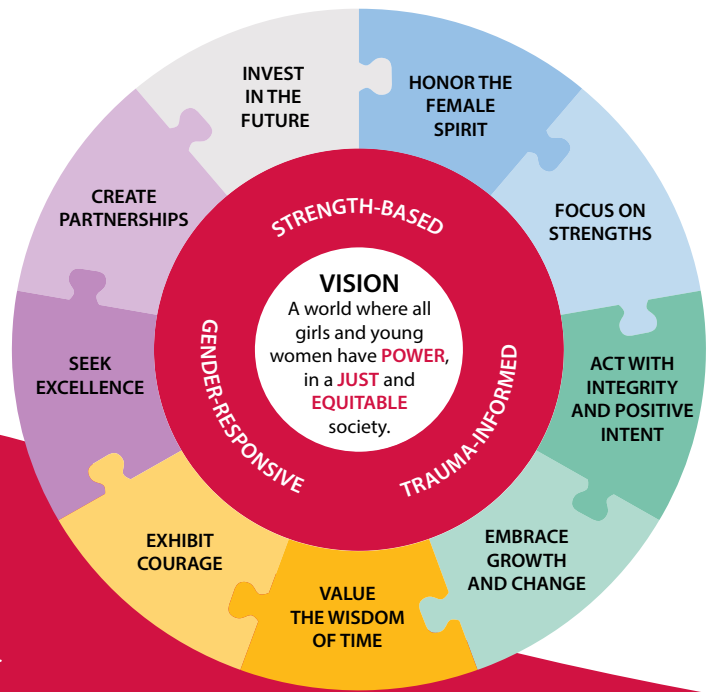 INVEST
IN THE
FUTURE
HONOR THE
FEMALE
SPIRIT
FOCUS ON
STRENGTHS
ACT WITH
INTEGRITY
AND POSITIVE
INTENT
EMBRACE
GROWTH
AND CHANGE
VALUE
THE WISDOM
OF TIME
EXHIBIT
COURAGE
SEEK
EXCELLENCE
CREATE
PARTNERSHIPS
STRENGTH-BASED
TRAUMA-INFORMED
GENDER-RESPONSIVE
VISION
A world where all
girls and young
women have POWER,
in a JUST and
EQUITABLE
society.